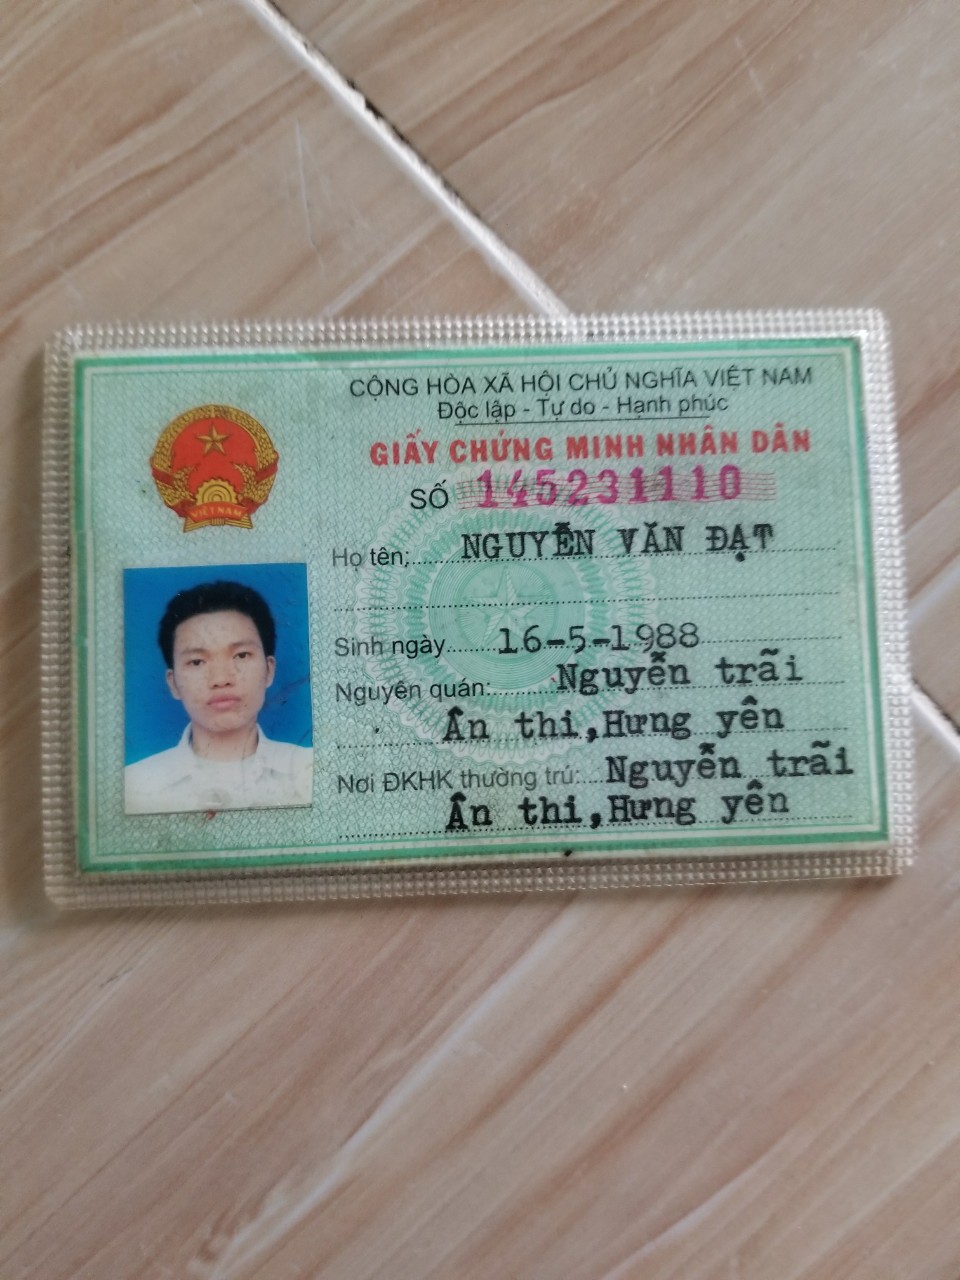 CỘNG HÒA XÃ HỘI CHỦ NGHĨA VIỆT NAM
Độc lập - Tự do - Hạnh phúc
GIẤY CHỨNG MINH NHÂN DÂN
SỐ 145231110
Họ tên: NGUYỄN VĂN ĐẠT
Sinh ngày 16-5-1988
Nguyên quán: Nguyễn trãi
Ân thi,Hưng yên
Nơi ĐKHK thường trú: Nguyễn trãi
Ân thi,Hưng yên
VIỆT NAM